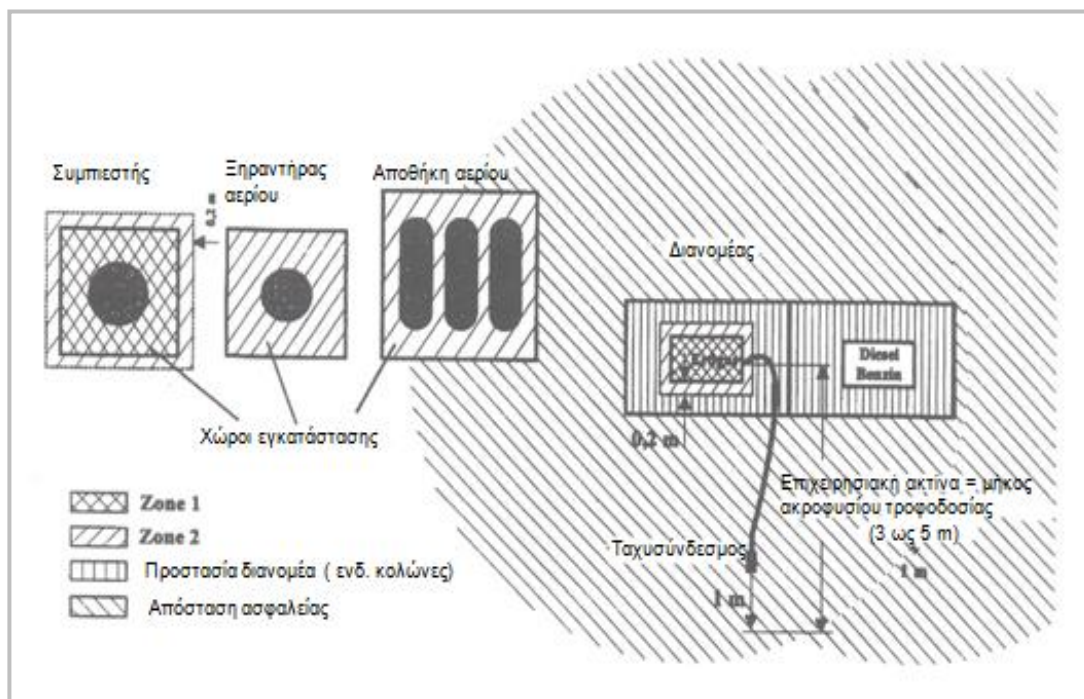 Συμπιεστής
Ξηραντήρας
αερίου
Αποθήκη αερίου
0,2 m
Διανομέας
Erdgas
Diesel
Benzin
0,2 m
Χώροι εγκατάστασης
Επιχειρησιακή ακτίνα = μήκος
ακροφυσίου τροφοδοσίας
(3 ως 5 m)
Ταχυσύνδεσμος
1 m
1 m
Zone 1
Zone 2
Προστασία διανομέα ( ενδ. κολώνες)
Απόσταση ασφαλείας